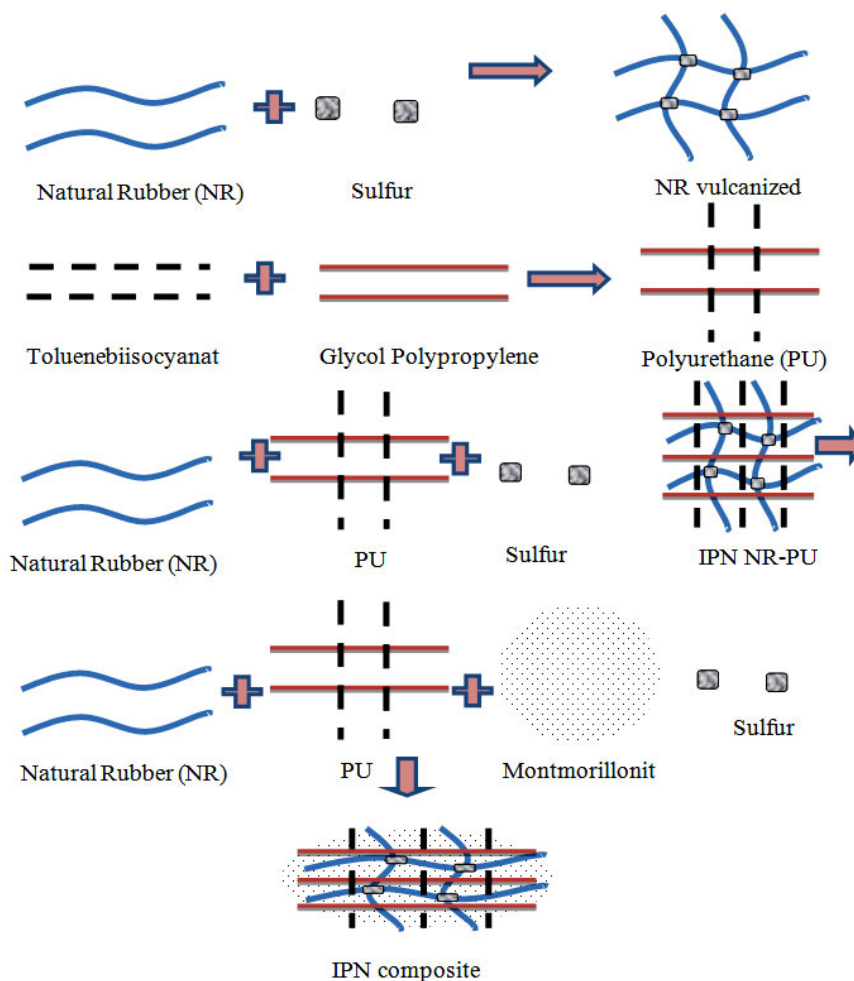 Natural Rubber (NR)
Sulfur
NR vulcanized
Toluenebiisocyanat
Glycol Polypropylene
Polyurethane (PU)
Natural Rubber (NR)
PU
Sulfur
IPN NR-PU
Natural Rubber (NR)
PU
Montmorillonit
Sulfur
IPN composite